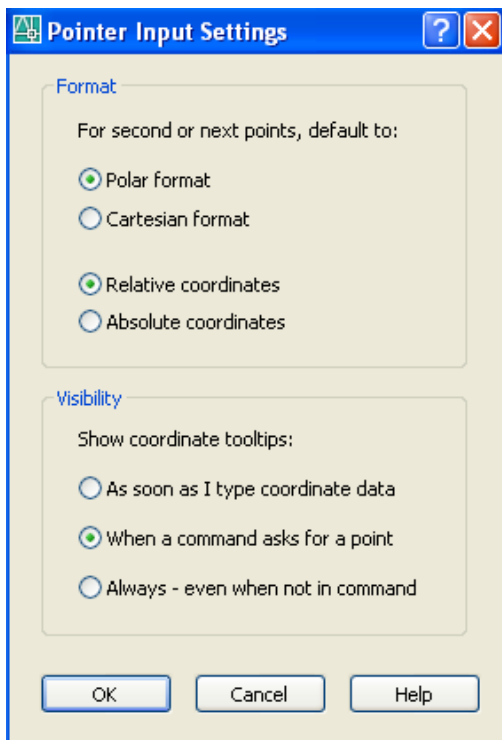 Pointer Input Settings
Format
For second or next points, default to:
Polar format
Cartesian format
Relative coordinates
Absolute coordinates
Visibility
Show coordinate tooltips:
As soon as I type coordinate data
When a command asks for a point
Always - even when not in command
OK Cancel Help